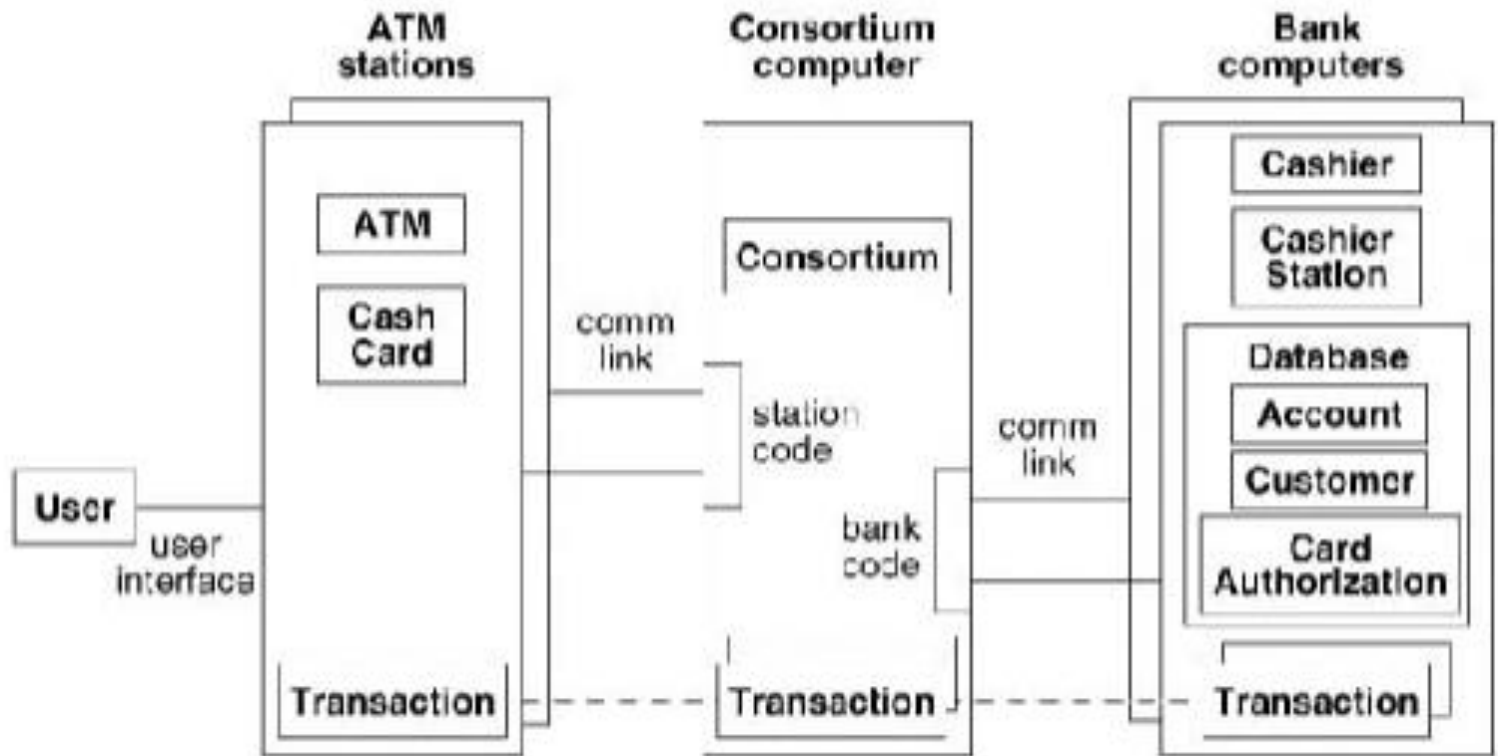 ATM
stations
Consortium
computer
Bank
computers
ATM
Cash
Card
Transaction
User
user
interface
comm
link
Consortium
station
code
bank
code
Transaction
comm
link
Cashier
Cashier
Station
Database
Account
Customer
Card
Authorization
Transaction